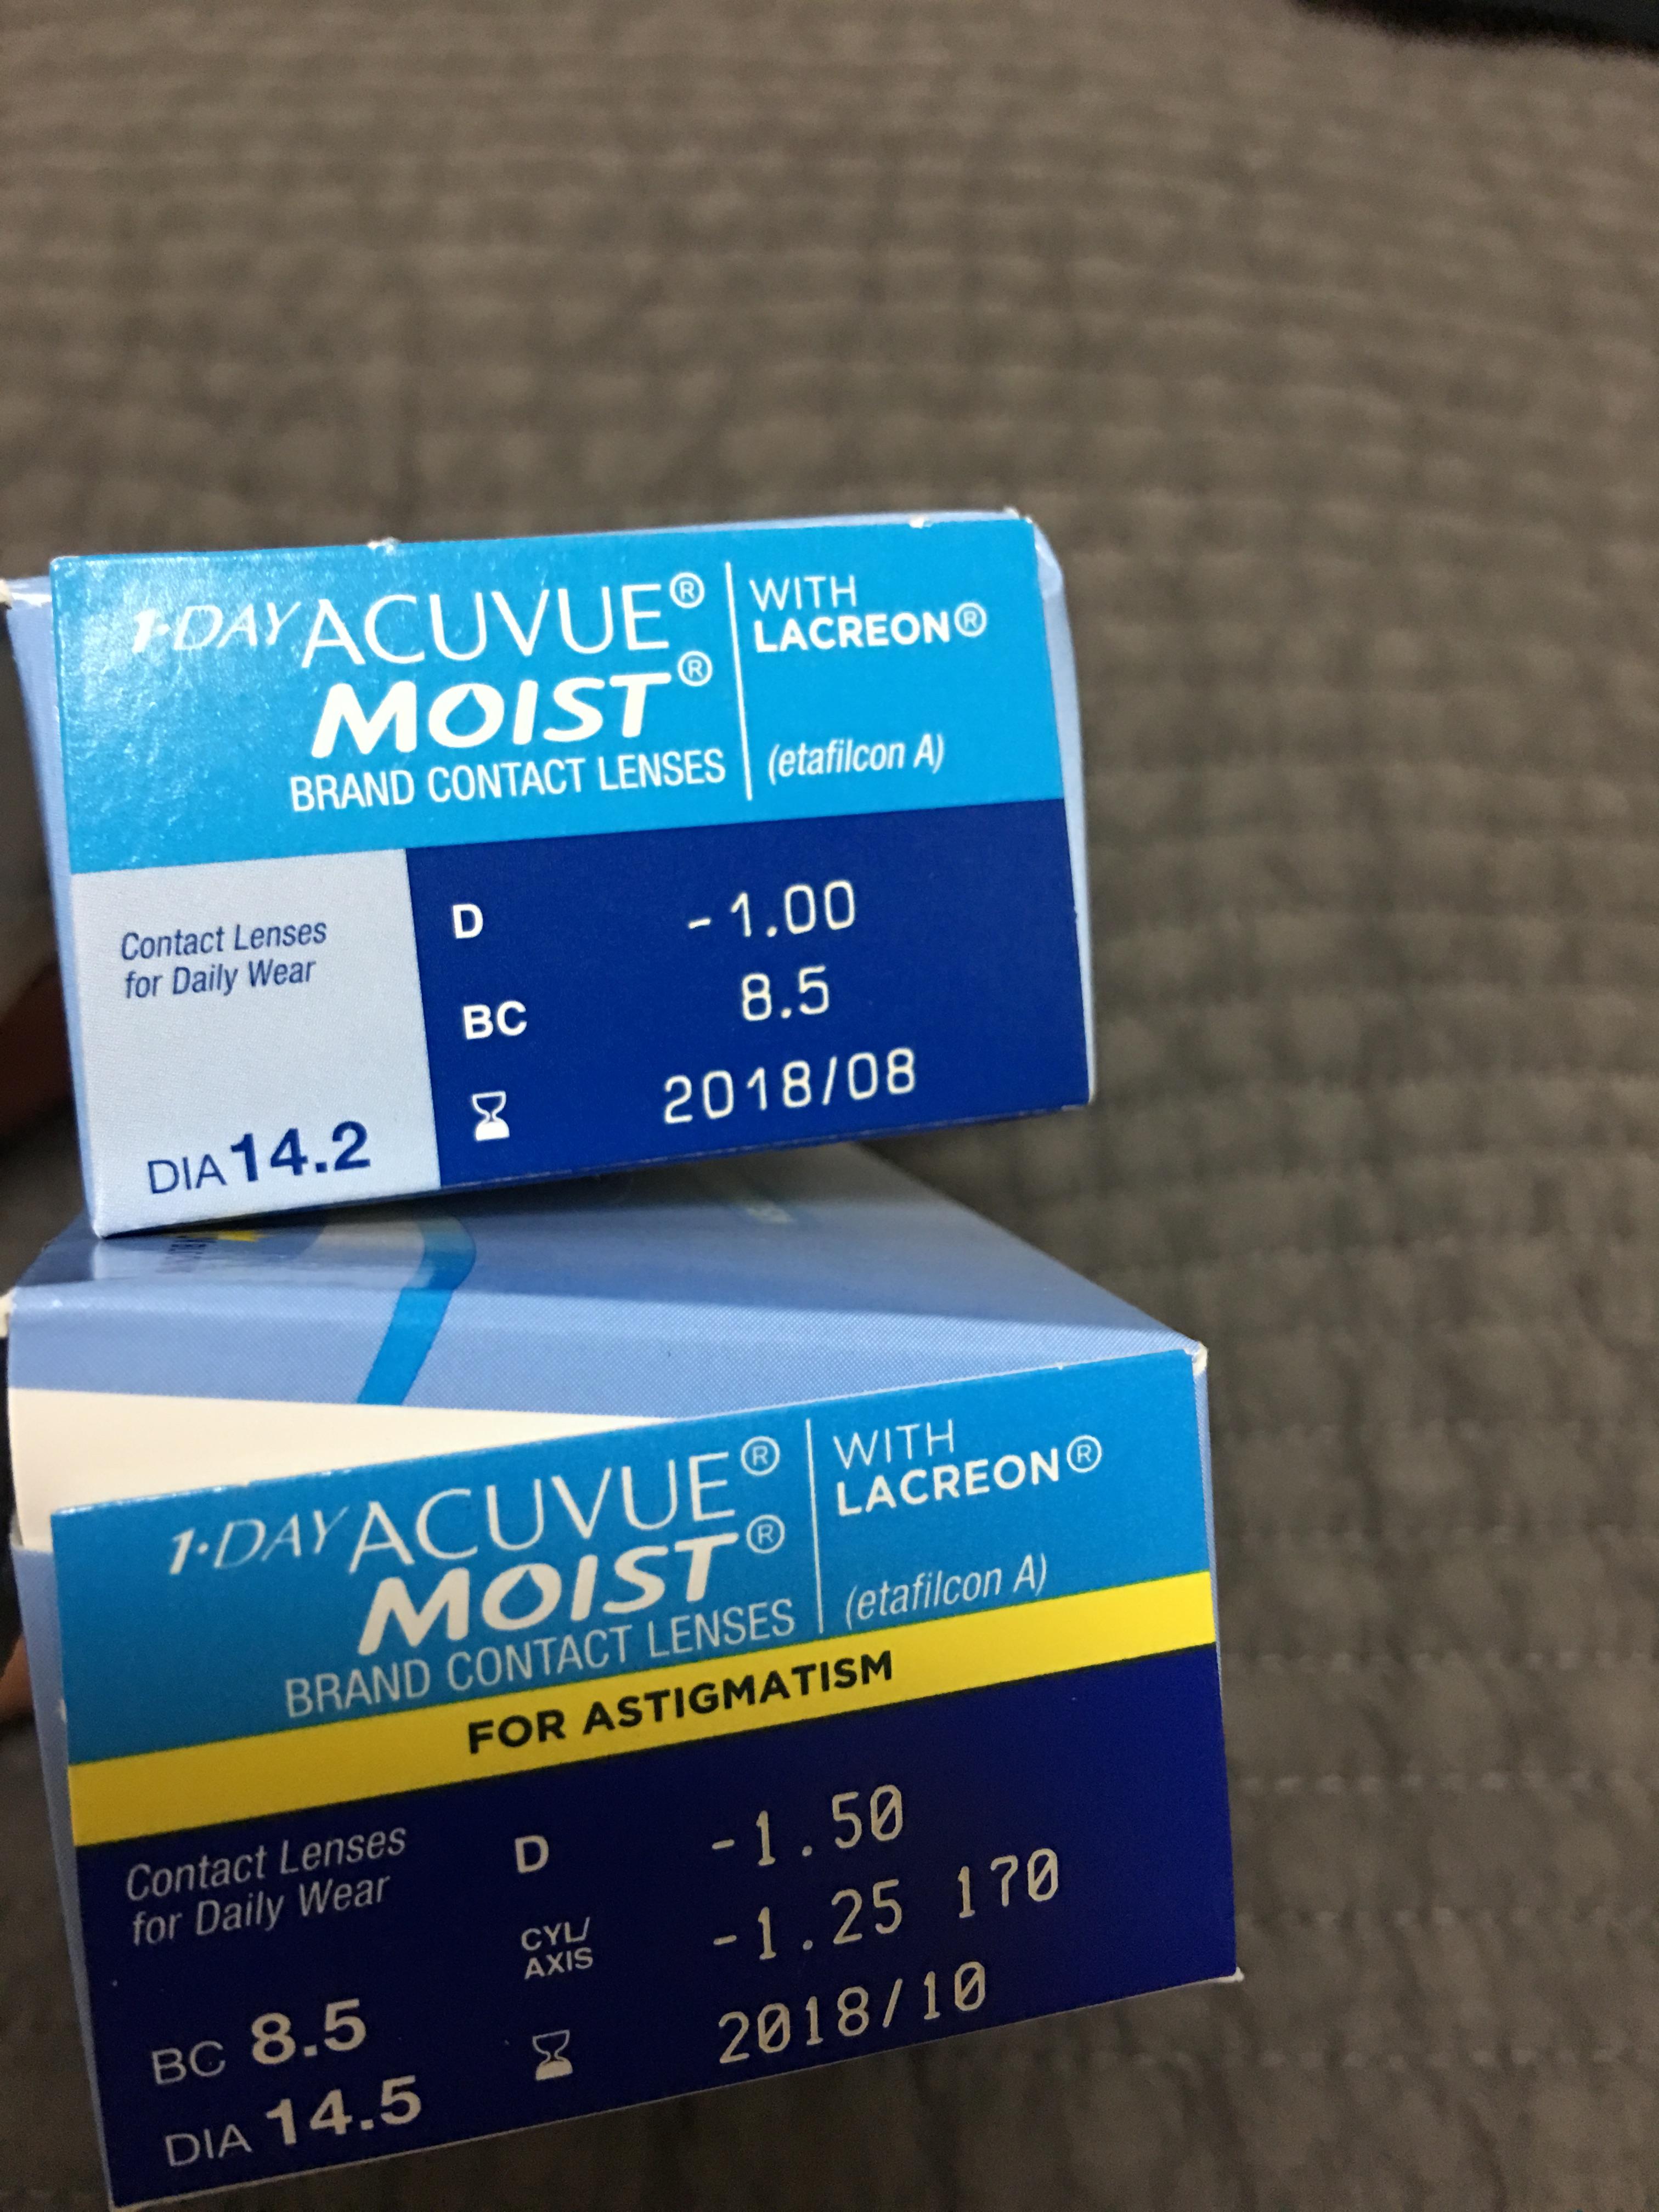 1·DAY ACUVUE®
MOIST®
BRAND CONTACT LENSES
WITH
LACREON®
(etafilcon A)
Contact Lenses
for Daily Wear
DIA 14.2
D -1.00
BC 8.5
2018/08
1·DAY ACUVUE®
MOIST®
BRAND CONTACT LENSES
WITH
LACREON®
(etafilcon A)
FOR ASTIGMATISM
Contact Lenses
for Daily Wear
BC 8.5
DIA 14.5
D -1.50
CYL/
AXIS -1.25 170
2018/10